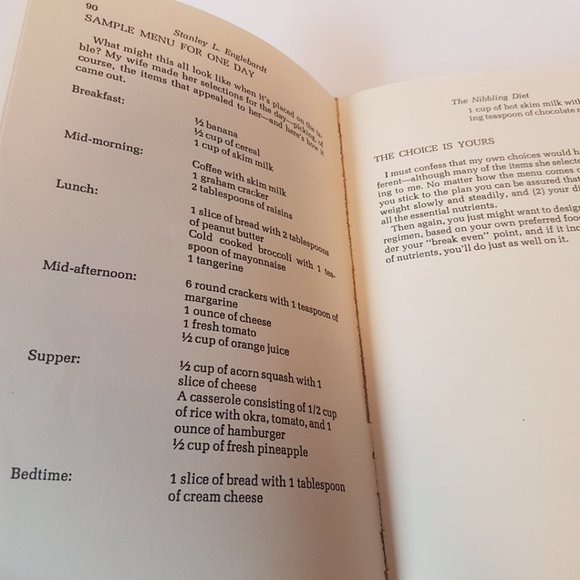 90
Stanley L. Englebardt
SAMPLE MENU FOR ONE DAY
What might this all look like when it's placed on the ta-
ble? My wife made her selections for the day—picking, of
course, the items that appealed to her—and here's how it
came out.
Breakfast:
½ banana
½ cup of cereal
1 cup of skim milk
Mid-morning:
Coffee with skim milk
1 graham cracker
2 tablespoons of raisins
Lunch:
1 slice of bread with 2 tablespoons
of peanut butter
Cold cooked broccoli with 1 tea-
spoon of mayonnaise
1 tangerine
Mid-afternoon:
6 round crackers with 1 teaspoon of
margarine
1 ounce of cheese
1 fresh tomato
½ cup of orange juice
Supper:
½ cup of acorn squash with 1
slice of cheese
A casserole consisting of 1/2 cup
of rice with okra, tomato, and 1
ounce of hamburger
½ cup of fresh pineapple
Bedtime:
1 slice of bread with 1 tablespoon
of cream cheese
The Nibbling Diet
1 cup of hot skim milk with
ing teaspoon of chocolate
THE CHOICE IS YOURS
I must confess that my own choices would h
ferent—although many of the items she selecte
ing to me. No matter how the menu comes o
you stick to the plan you can be assured that
weight slowly and steadily, and (2) your di
all the essential nutrients.
Then again, you just might want to design
regimen, based on your own preferred food
der your "break even" point, and if it inc
of nutrients, you'll do just as well on it.